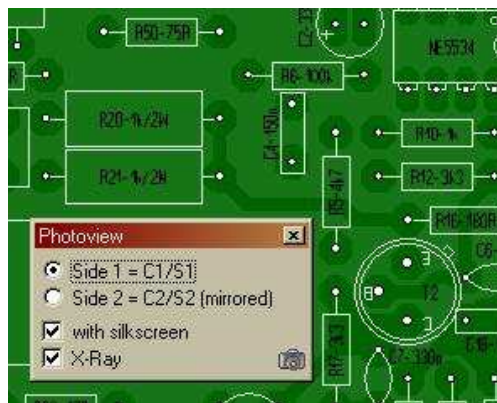 R50-75R
NE5534
R6-100k
R20-1k/2W
C4-150n
R10-1k
R21-1k/2W
R12-3k3
R5-4k7
R16-180R
Photoview
Side 1 = C1/S1
E
C6-
Side 2 = C2/S2 (mirrored)
B
T2
with silkscreen
C
R17-3k3
X-Ray
C7-330n